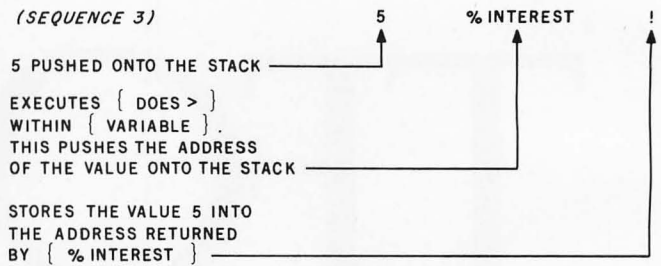 (SEQUENCE 3) 5 % INTEREST !
5 PUSHED ONTO THE STACK
EXECUTES { DOES > }
WITHIN { VARIABLE } .
THIS PUSHES THE ADDRESS
OF THE VALUE ONTO THE STACK
STORES THE VALUE 5 INTO
THE ADDRESS RETURNED
BY { % INTEREST }